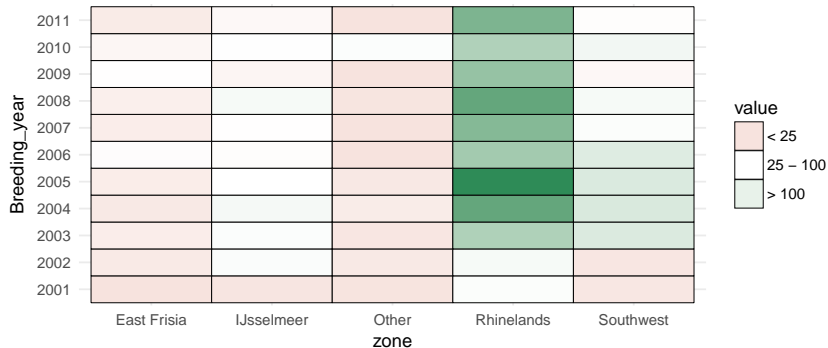 2011
2010
2009
2008
2007
2006
2005
2004
2003
2002
2001
Breeding_year
East Frisia IJsselmeer Other Rhinelands Southwest
zone
value
< 25
25 − 100
> 100